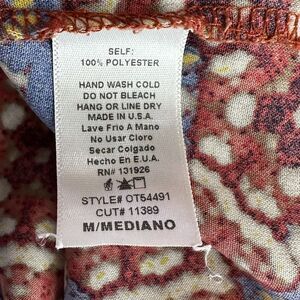 SELF:
100% POLYESTER
HAND WASH COLD
DO NOT BLEACH
HANG OR LINE DRY
MADE IN U.S.A.
Lave Frio A Mano
No Usar Cloro
Secar Colgado
Hecho En E.U.A.
RN# 131926
STYLE# OT54491
CUT# 11389
M/MEDIANO